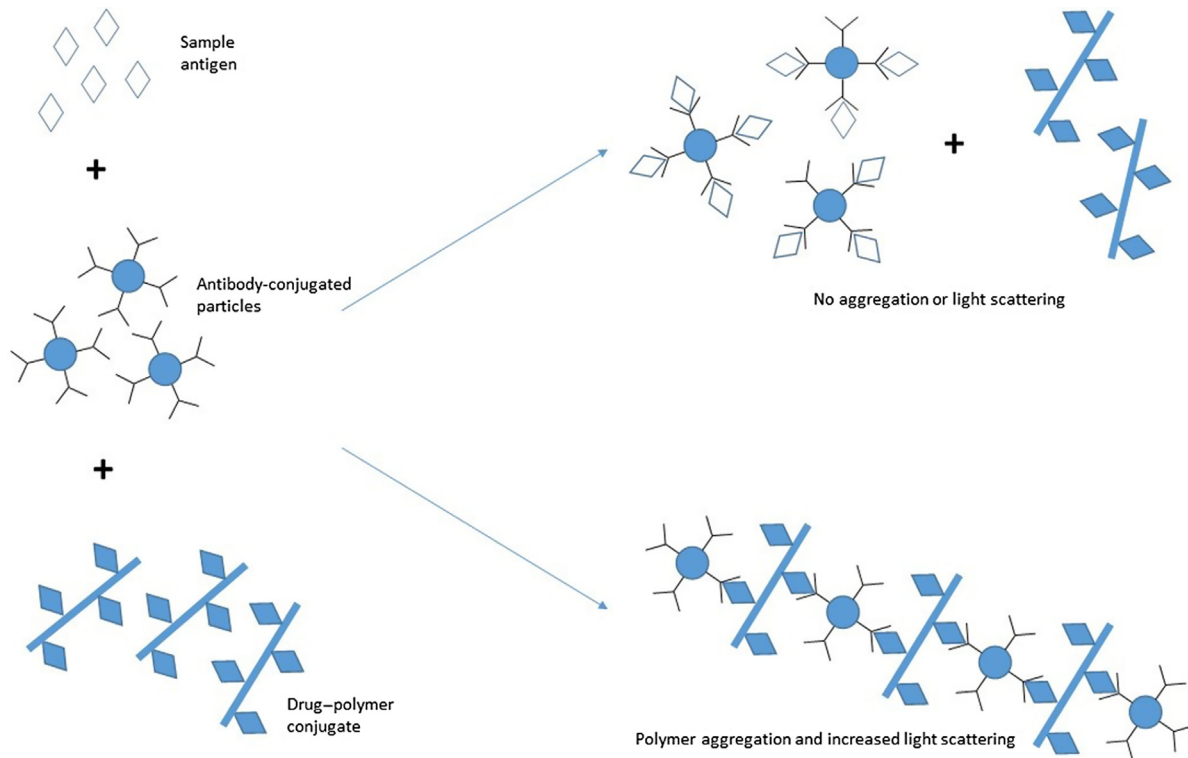 Sample
antigen
+
Antibody-conjugated
particles
+
Drug–polymer
conjugate
+
No aggregation or light scattering
Polymer aggregation and increased light scattering